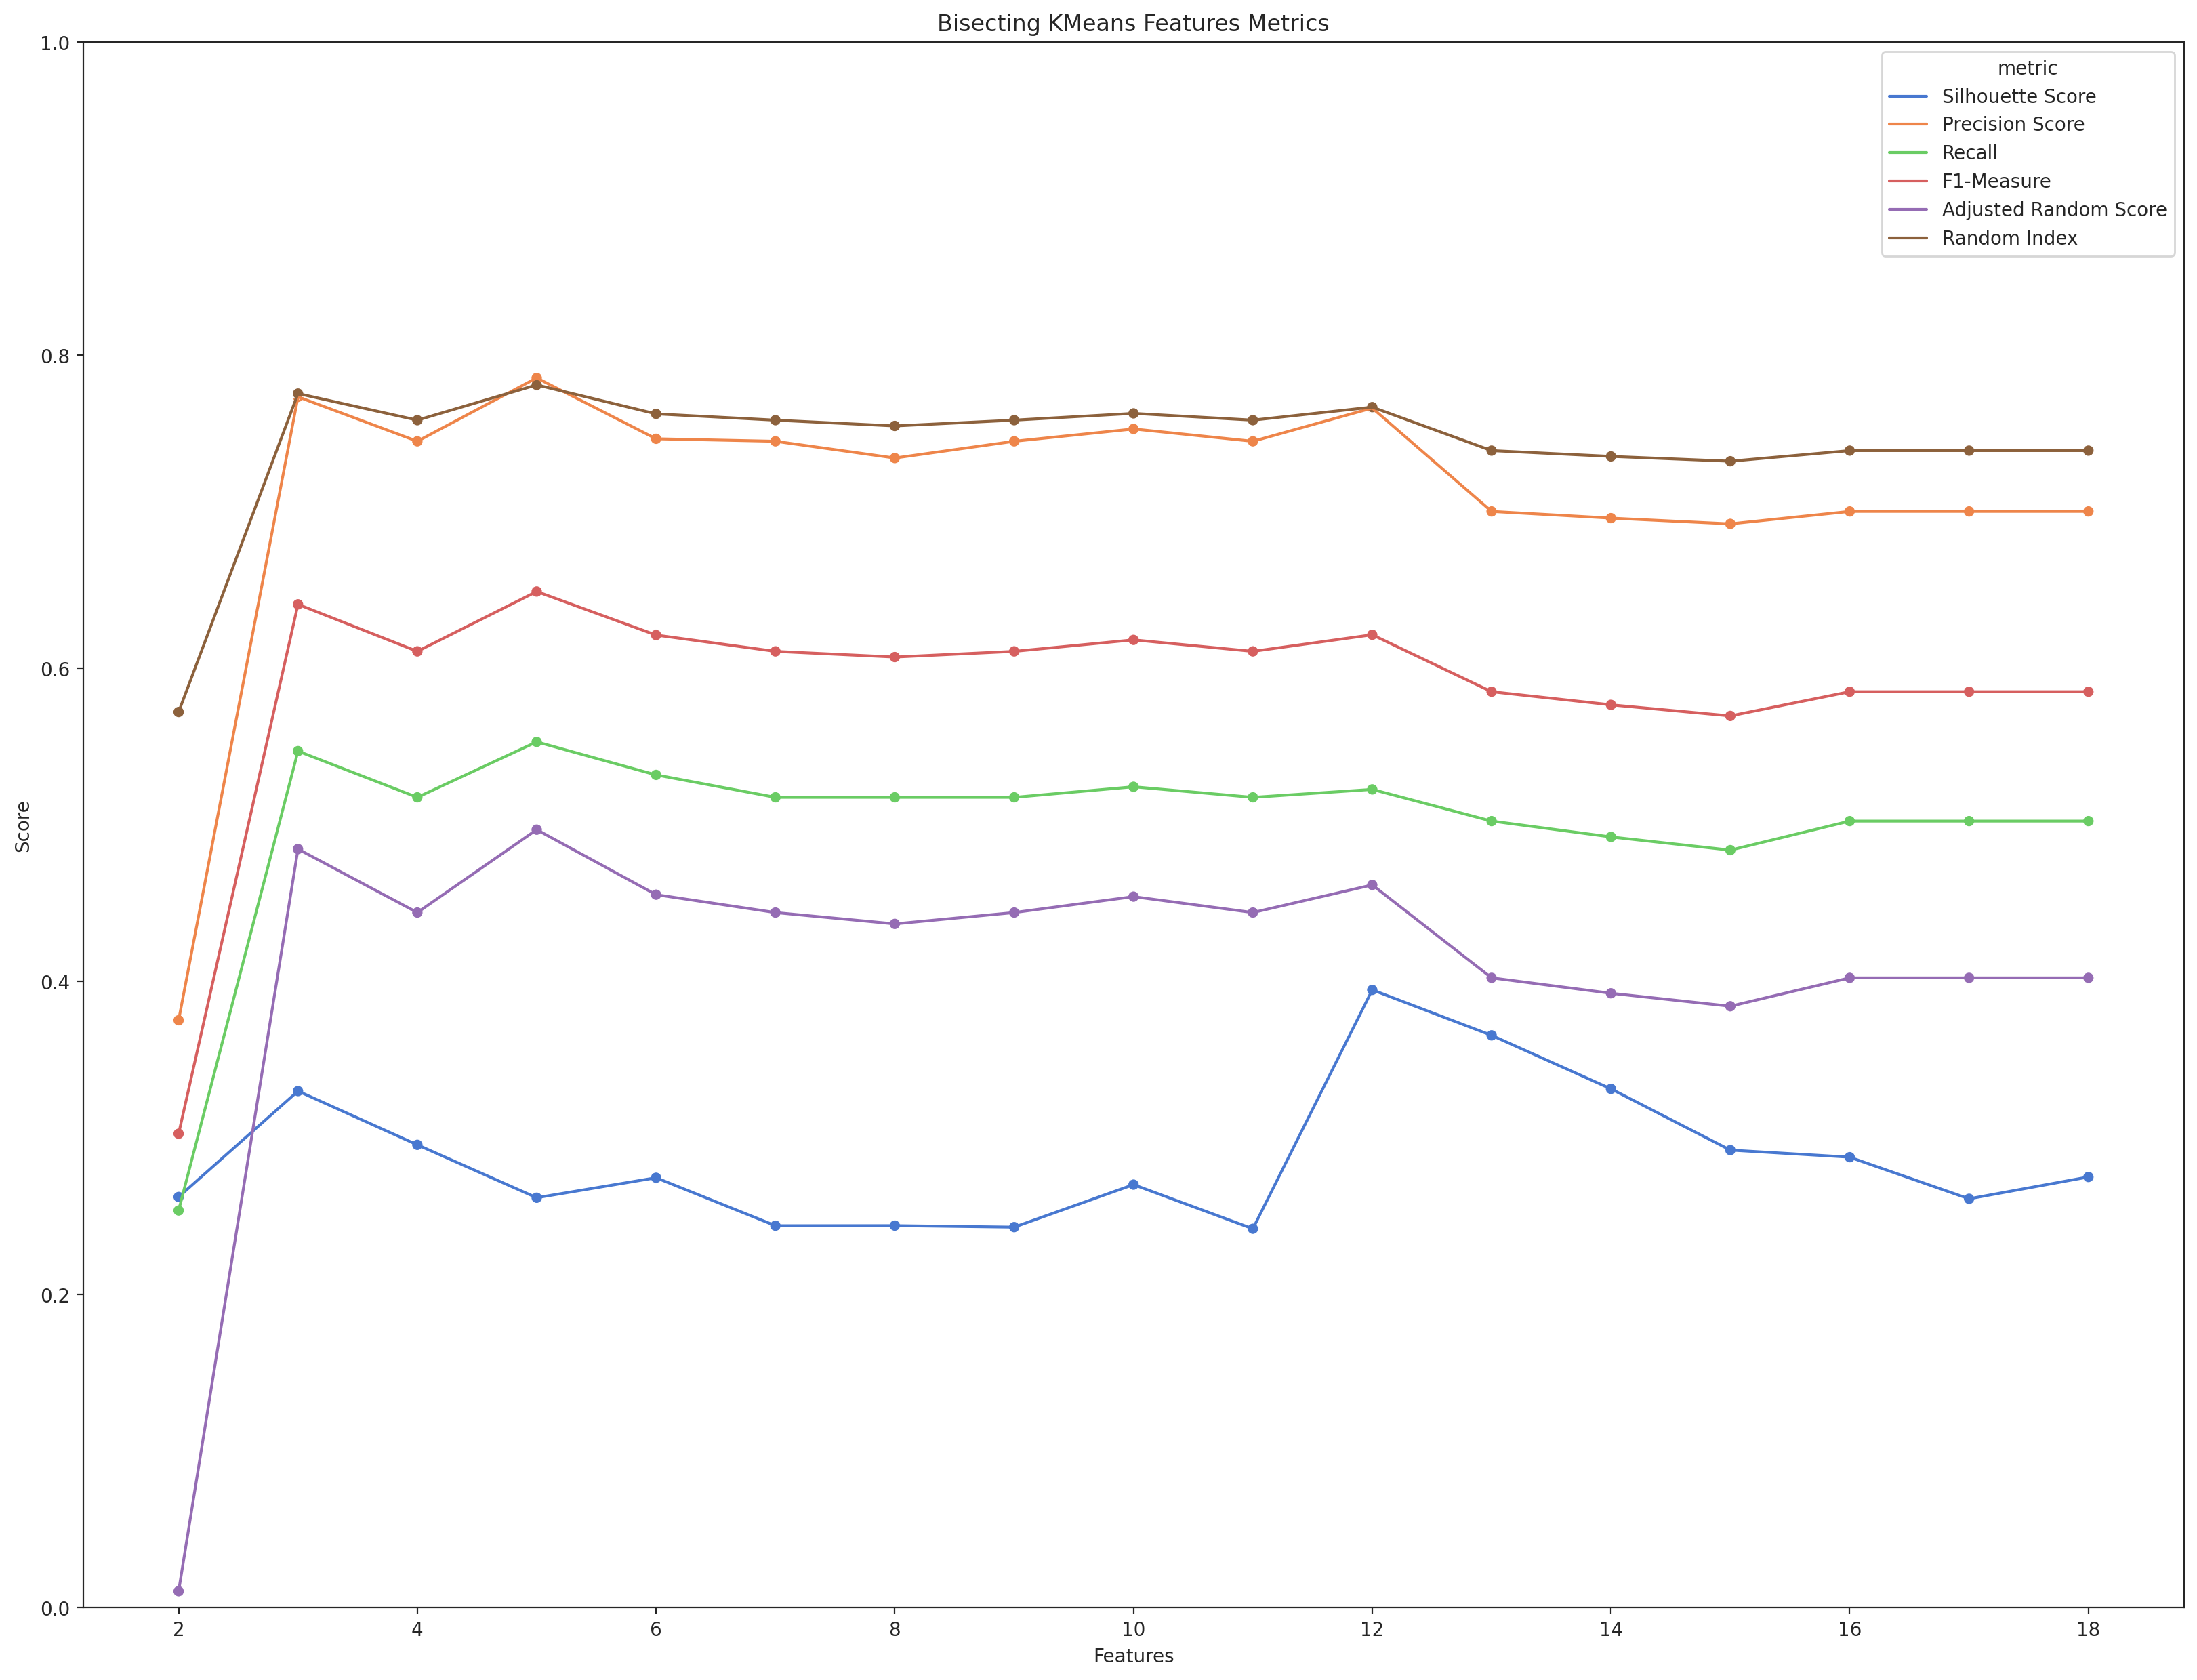 Bisecting KMeans Features Metrics
1.0
0.8
0.6
0.4
0.2
0.0
Score
metric
Silhouette Score
Precision Score
Recall
F1-Measure
Adjusted Random Score
Random Index
2 4 6 8 10 12 14 16 18
Features